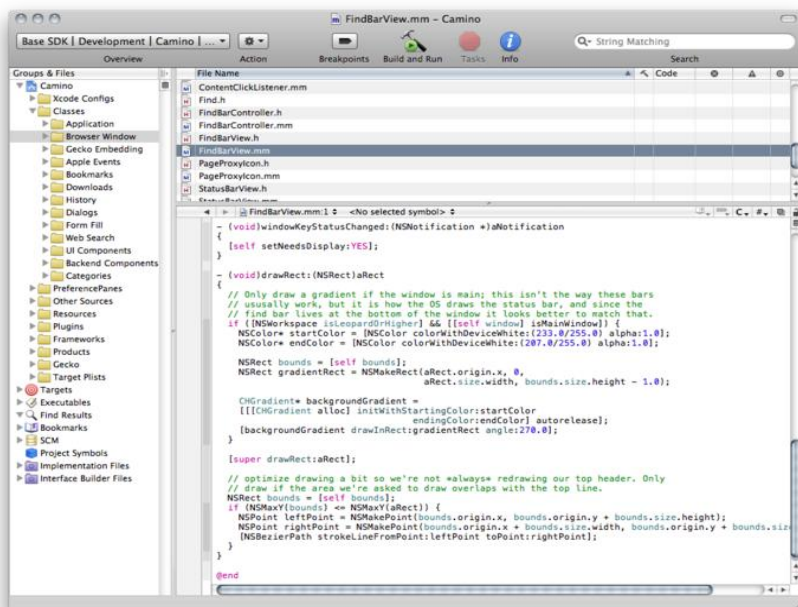 FindBarView.mm - Camino
Base SDK | Development | Camino | ...
String Matching
Overview Action Breakpoints Build and Run Tasks Info Search
Groups & Files
Camino
Xcode Configs
Classes
Application
Browser Window
Gecko Embedding
Apple Events
Bookmarks
Downloads
History
Dialogs
Form Fill
Web Search
UI Components
Backend Components
Categories
PreferencePanes
Other Sources
Resources
Plugins
Frameworks
Products
Gecko
Target Plists
Targets
Executables
Find Results
Bookmarks
SCM
Project Symbols
Implementation Files
Interface Builder Files
File Name Code
ContentClickListener.mm
Find.h
FindBarController.h
FindBarController.mm
FindBarView.h
FindBarView.mm
PageProxyIcon.h
PageProxyIcon.mm
StatusBarView.h
StatusBarView.mm
FindBarView.mm:1 <No selected symbol> C #
- (void)windowKeyStatusChanged:(NSNotification *)aNotification
{
[self setNeedsDisplay:YES];
}
- (void)drawRect:(NSRect)aRect
{
// Only draw a gradient if the window is main; this isn't the way these bars
// ususally work, but it is how the OS draws the status bar, and since the
// find bar lives at the bottom of the window it looks better to match that.
if ([NSWorkspace isLeopardOrHigher] && [[self window] isMainWindow]) {
NSColor* startColor = [NSColor colorWithDeviceWhite:(233.0/255.0) alpha:1.0];
NSColor* endColor = [NSColor colorWithDeviceWhite:(207.0/255.0) alpha:1.0];
NSRect bounds = [self bounds];
NSRect gradientRect = NSMakeRect(aRect.origin.x, 0,
aRect.size.width, bounds.size.height - 1.0);
CHGradient* backgroundGradient =
[[[CHGradient alloc] initWithStartingColor:startColor
endingColor:endColor] autorelease];
[backgroundGradient drawInRect:gradientRect angle:270.0];
}
[super drawRect:aRect];
// optimize drawing a bit so we're not *always* redrawing our top header. Only
// draw if the area we're asked to draw overlaps with the top line.
NSRect bounds = [self bounds];
if (NSMaxY(bounds) <= NSMaxY(aRect)) {
NSPoint leftPoint = NSMakePoint(bounds.origin.x, bounds.origin.y + bounds.size.height);
NSPoint rightPoint = NSMakePoint(bounds.origin.x + bounds.size.width, bounds.origin.y + bounds.siz
[NSBezierPath strokeLineFromPoint:leftPoint toPoint:rightPoint];
}
}
@end